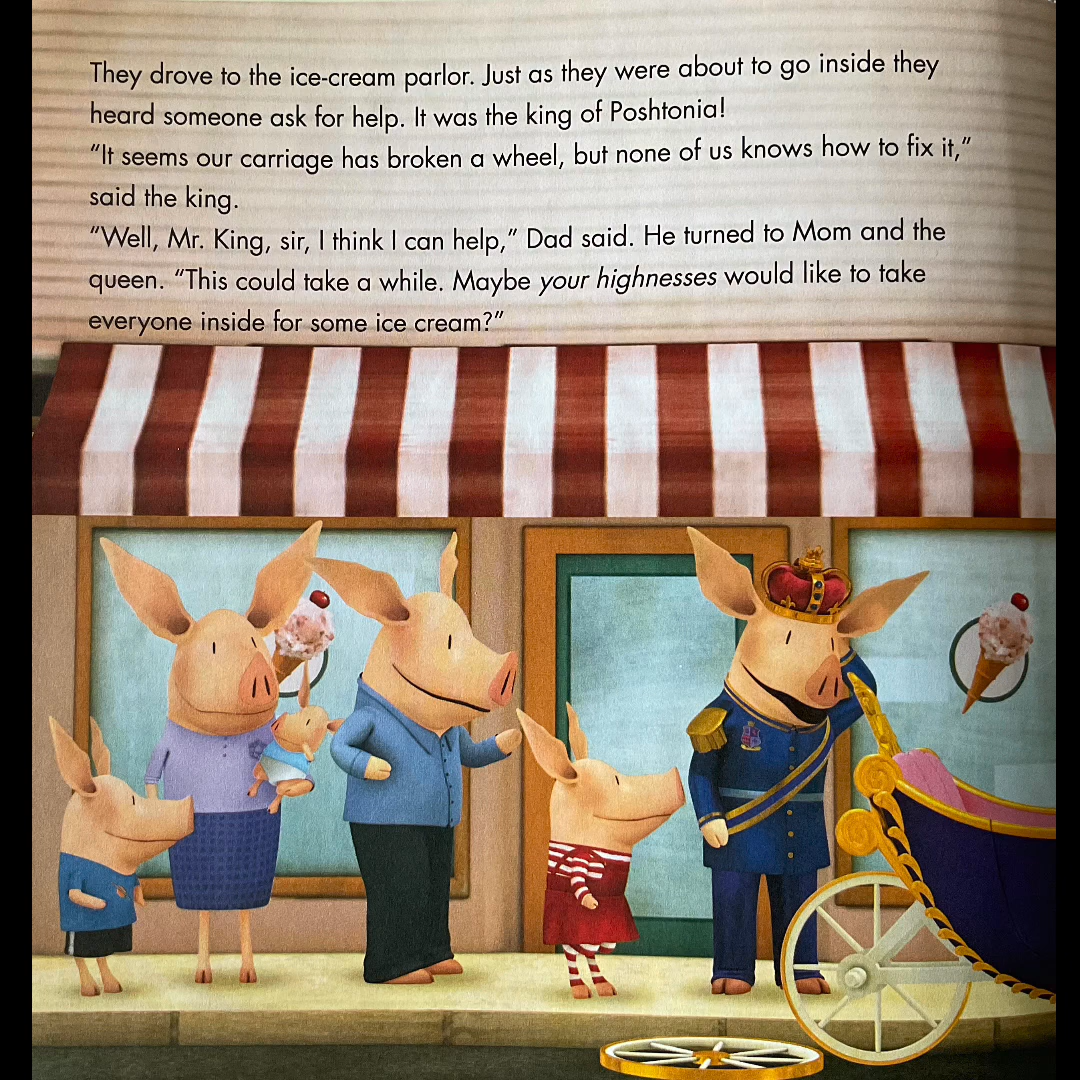 They drove to the ice-cream parlor. Just as they were about to go inside they
heard someone ask for help. It was the king of Poshtonia!
“It seems our carriage has broken a wheel, but none of us knows how to fix it,”
said the king.
“Well, Mr. King, sir, I think I can help,” Dad said. He turned to Mom and the
queen. “This could take a while. Maybe your highnesses would like to take
everyone inside for some ice cream?”